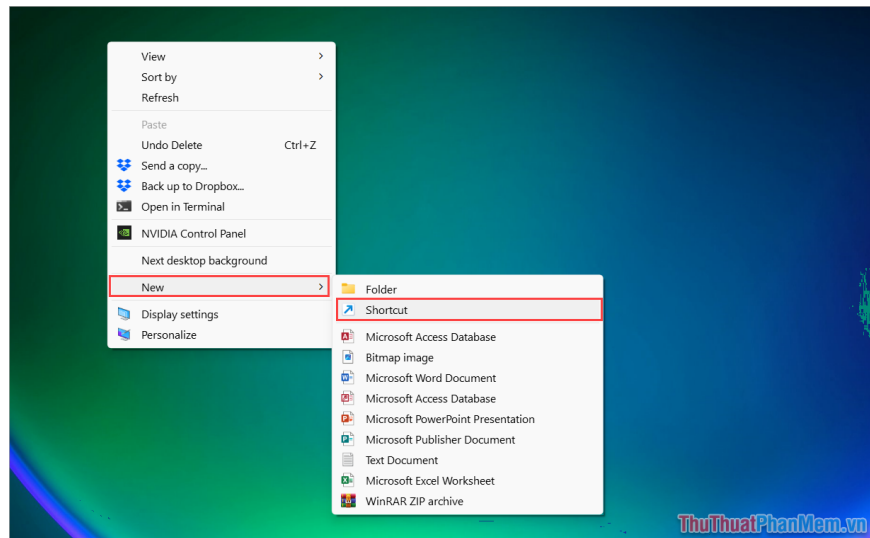 View
Sort by
Refresh
Paste
Undo Delete Ctrl+Z
Send a copy...
Back up to Dropbox...
Open in Terminal
NVIDIA Control Panel
Next desktop background
New
Display settings
Personalize
Folder
Shortcut
Microsoft Access Database
Bitmap image
Microsoft Word Document
Microsoft Access Database
Microsoft PowerPoint Presentation
Microsoft Publisher Document
Text Document
Microsoft Excel Worksheet
WinRAR ZIP archive
ThuThuatPhanMem.vn